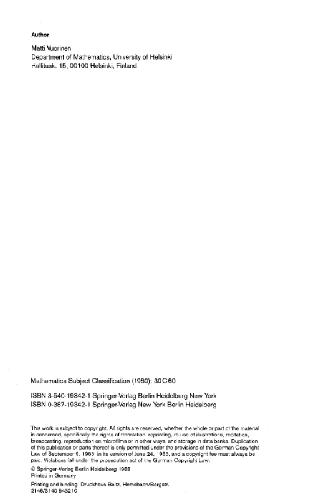 Author
Matti Vuorinen
Department of Mathematics, University of Helsinki
Hallitusk. 15, 00100 Helsinki, Finland
Mathematics Subject Classification (1980): 30C60
ISBN 3-540-19342-1 Springer-Verlag Berlin Heidelberg New York
ISBN 0-387-19342-1 Springer-Verlag New York Berlin Heidelberg
This work is subject to copyright. All rights are reserved, whether the whole or part of the material
is concerned, specifically the rights of translation, reprinting, re-use of illustrations, recitation,
broadcasting, reproduction on microfilms or in other ways, and storage in data banks. Duplication
of this publication or parts thereof is only permitted under the provisions of the German Copyright
Law of September 9, 1965, in its version of June 24, 1985, and a copyright fee must always be
paid. Violations fall under the prosecution act of the German Copyright Law.
© Springer-Verlag Berlin Heidelberg 1988
Printed in Germany
Printing and binding: Druckhaus Beltz, Hemsbach/Bergstr.